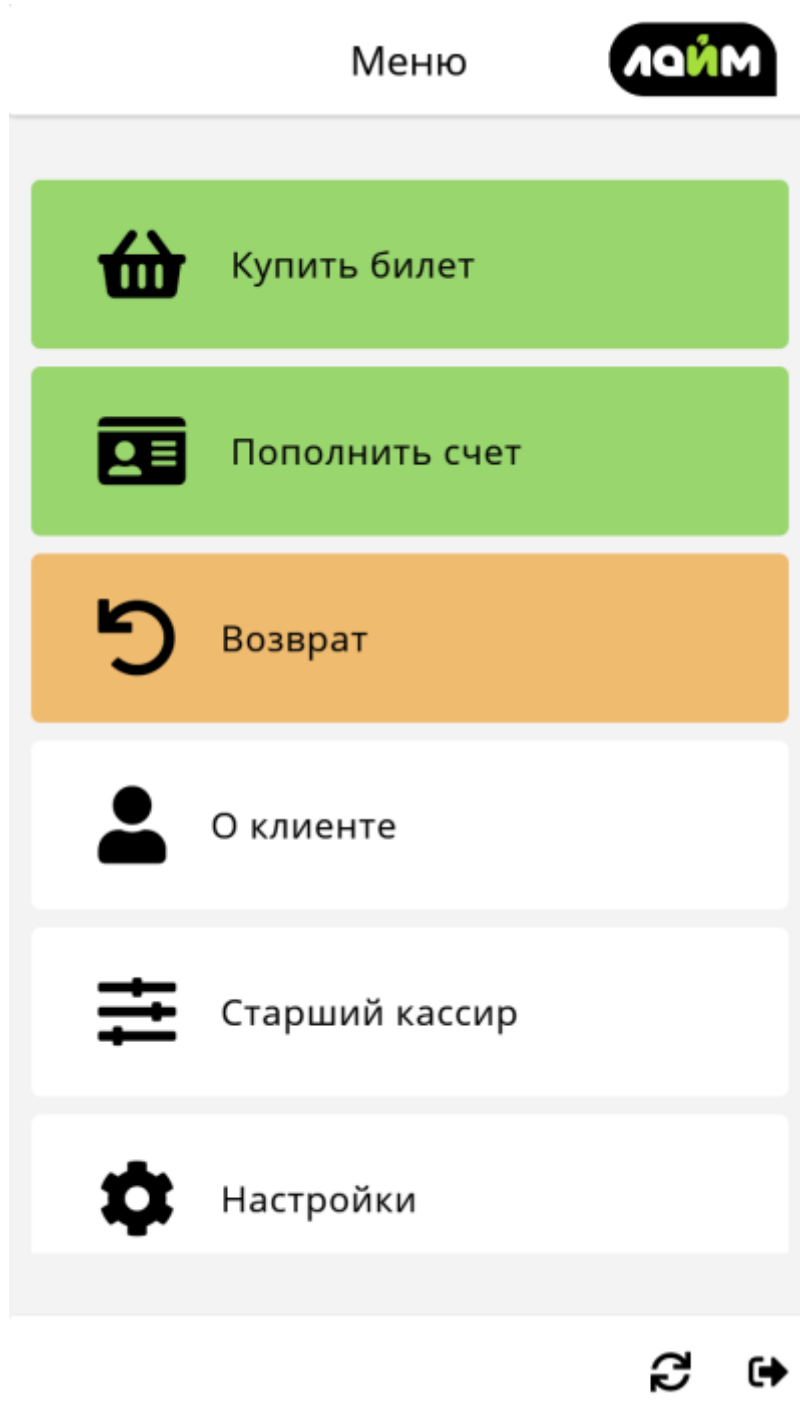 Меню
лайм
Купить билет
Пополнить счет
Возврат
О клиенте
Старший кассир
Настройки